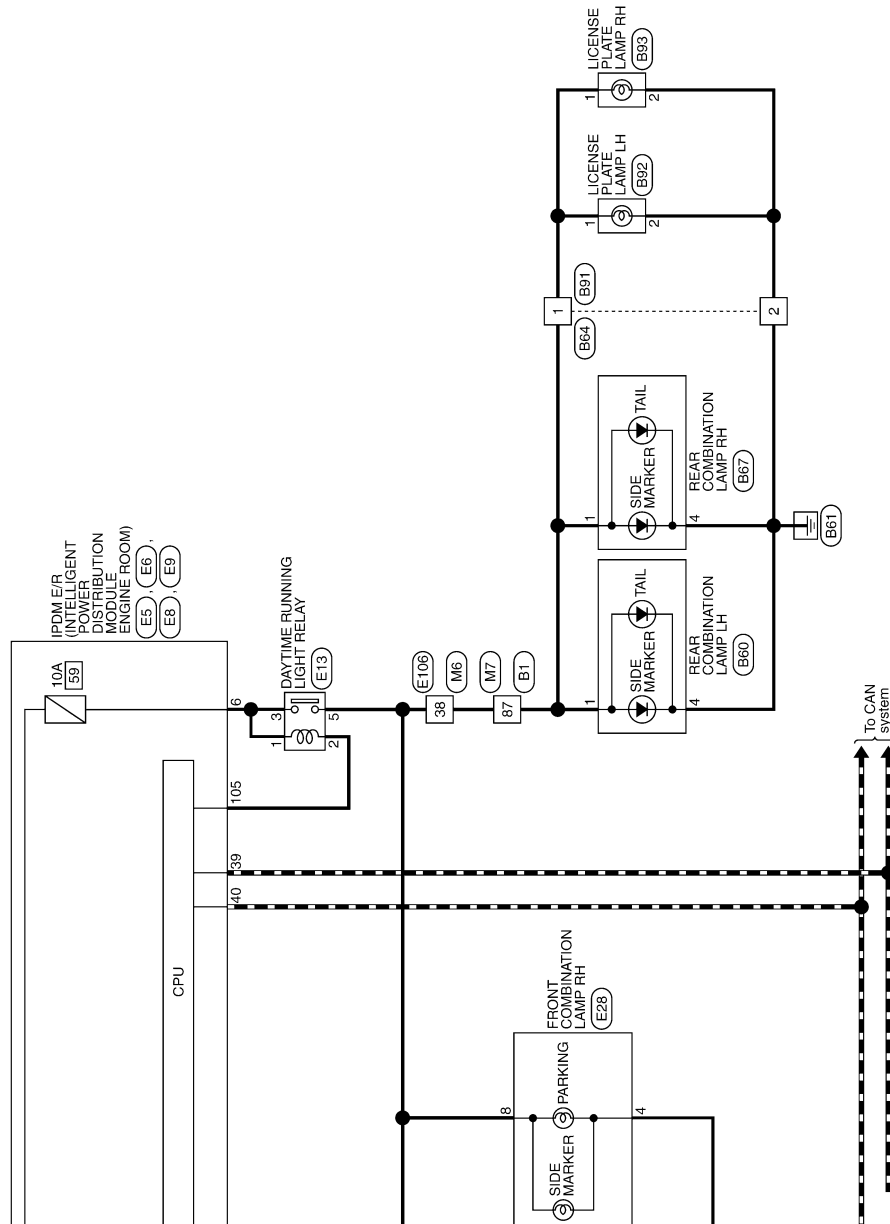 IPDM E/R
(INTELLIGENT
POWER
DISTRIBUTION
MODULE
ENGINE ROOM)
E5 , E6 ,
E8 , E9
10A
59
CPU
40
39
105
6
DAYTIME RUNNING
LIGHT RELAY
E13
1
3
2
5
38
E106
M6
87
M7
B1
FRONT
COMBINATION
LAMP RH
E28
8
SIDE
MARKER
PARKING
4
1
SIDE
MARKER
TAIL
4
REAR
COMBINATION
LAMP LH
B60
1
SIDE
MARKER
TAIL
4
REAR
COMBINATION
LAMP RH
B67
B61
1
B64
B91
2
LICENSE
PLATE
LAMP LH
B92
1
2
LICENSE
PLATE
LAMP RH
B93
1
2
To CAN
system